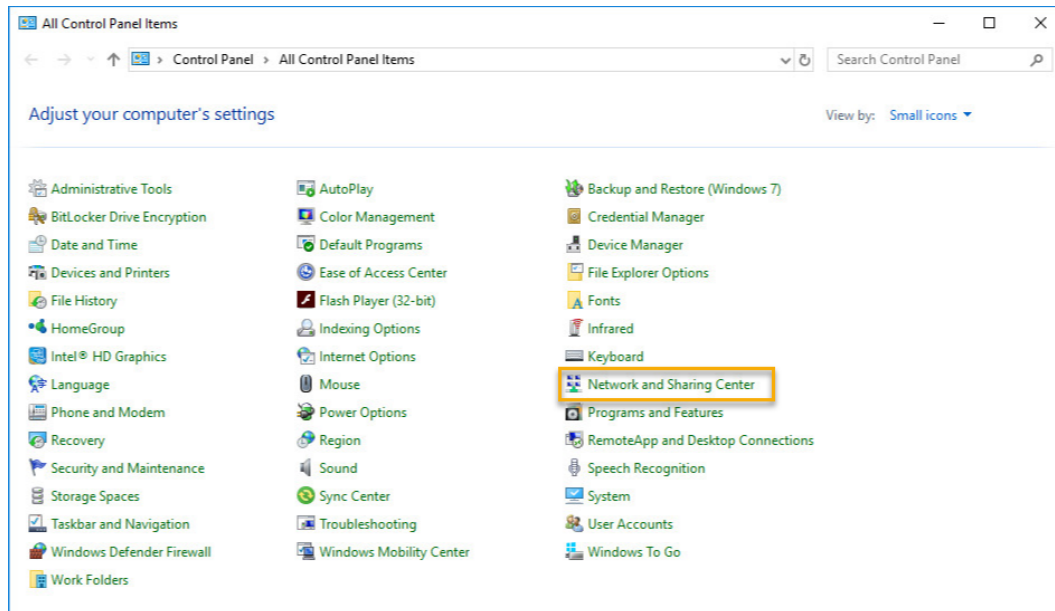 All Control Panel Items
Control Panel > All Control Panel Items
Search Control Panel
Adjust your computer's settings
View by: Small icons
Administrative Tools
AutoPlay
Backup and Restore (Windows 7)
BitLocker Drive Encryption
Color Management
Credential Manager
Date and Time
Default Programs
Device Manager
Devices and Printers
Ease of Access Center
File Explorer Options
File History
Flash Player (32-bit)
Fonts
HomeGroup
Indexing Options
Infrared
Intel® HD Graphics
Internet Options
Keyboard
Language
Mouse
Network and Sharing Center
Phone and Modem
Power Options
Programs and Features
Recovery
Region
RemoteApp and Desktop Connections
Security and Maintenance
Sound
Speech Recognition
Storage Spaces
Sync Center
System
Taskbar and Navigation
Troubleshooting
User Accounts
Windows Defender Firewall
Windows Mobility Center
Windows To Go
Work Folders